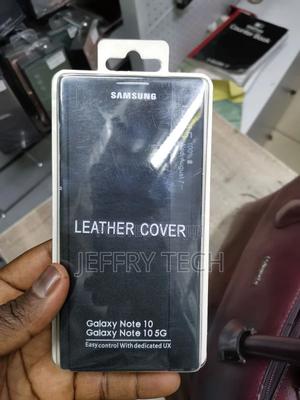 SAMSUNG
LEATHER COVER
JEFFRY TECH
Galaxy Note 10
Galaxy Note 10 5G
Easy control With dedicated UX